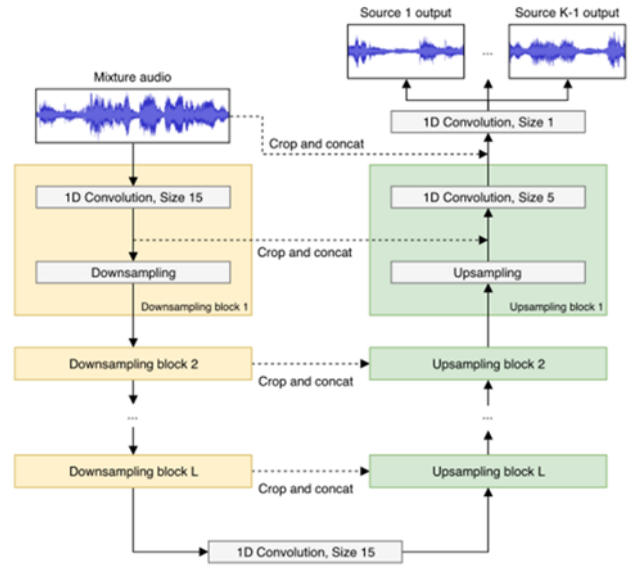 Source 1 output
Source K-1 output
...
Mixture audio
1D Convolution, Size 1
Crop and concat
1D Convolution, Size 15
1D Convolution, Size 5
Crop and concat
Downsampling
Upsampling
Downsampling block 1
Upsampling block 1
Downsampling block 2
Upsampling block 2
Crop and concat
...
...
Downsampling block L
Upsampling block L
Crop and concat
1D Convolution, Size 15